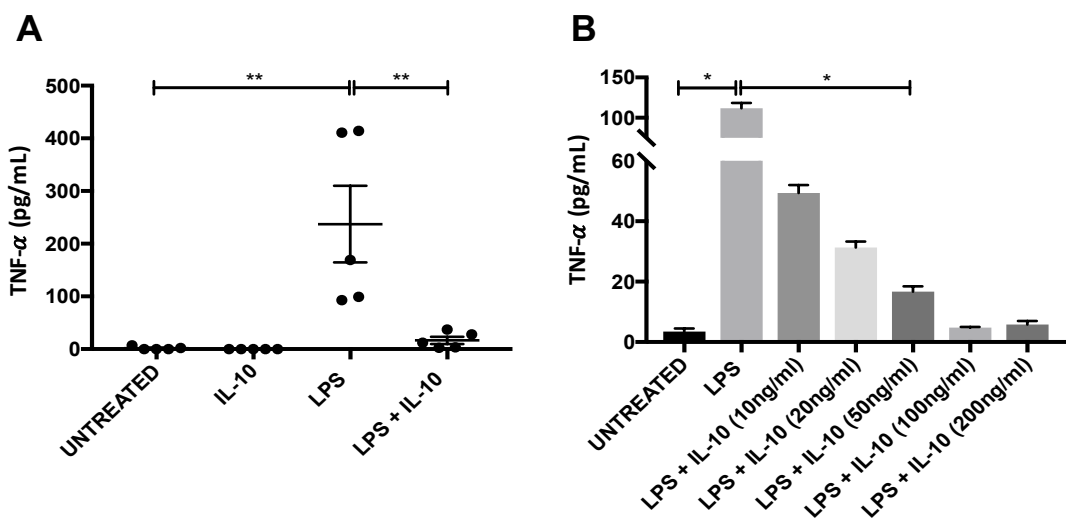 A
**
**
TNF-α (pg/mL)
500
400
300
200
100
0
UNTREATED
IL-10
LPS
LPS + IL-10
B
*
*
TNF-α (pg/mL)
150
100
60
40
20
0
UNTREATED
LPS
LPS + IL-10 (10ng/ml)
LPS + IL-10 (20ng/ml)
LPS + IL-10 (50ng/ml)
LPS + IL-10 (100ng/ml)
LPS + IL-10 (200ng/ml)